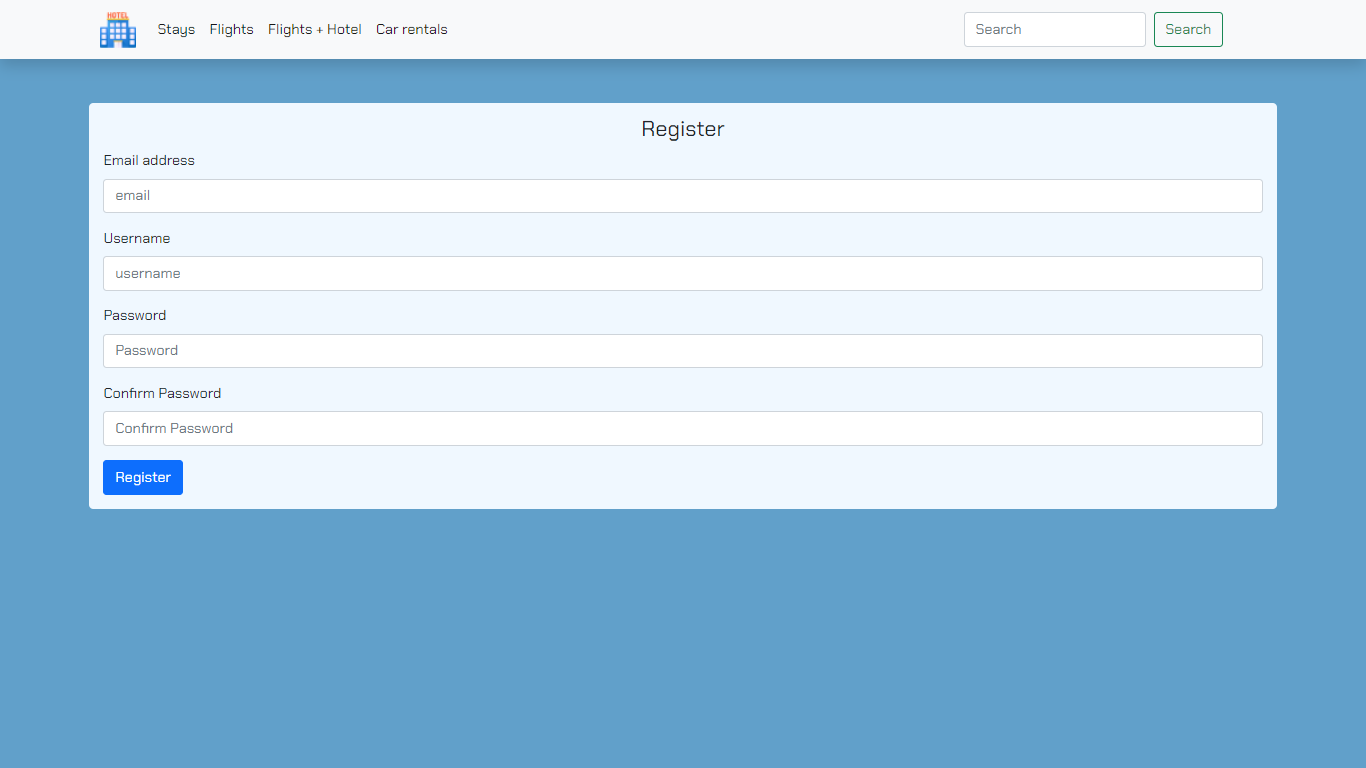 HOTEL
Stays Flights Flights + Hotel Car rentals Search Search
Register
Email address
email
Username
username
Password
Password
Confirm Password
Confirm Password
Register